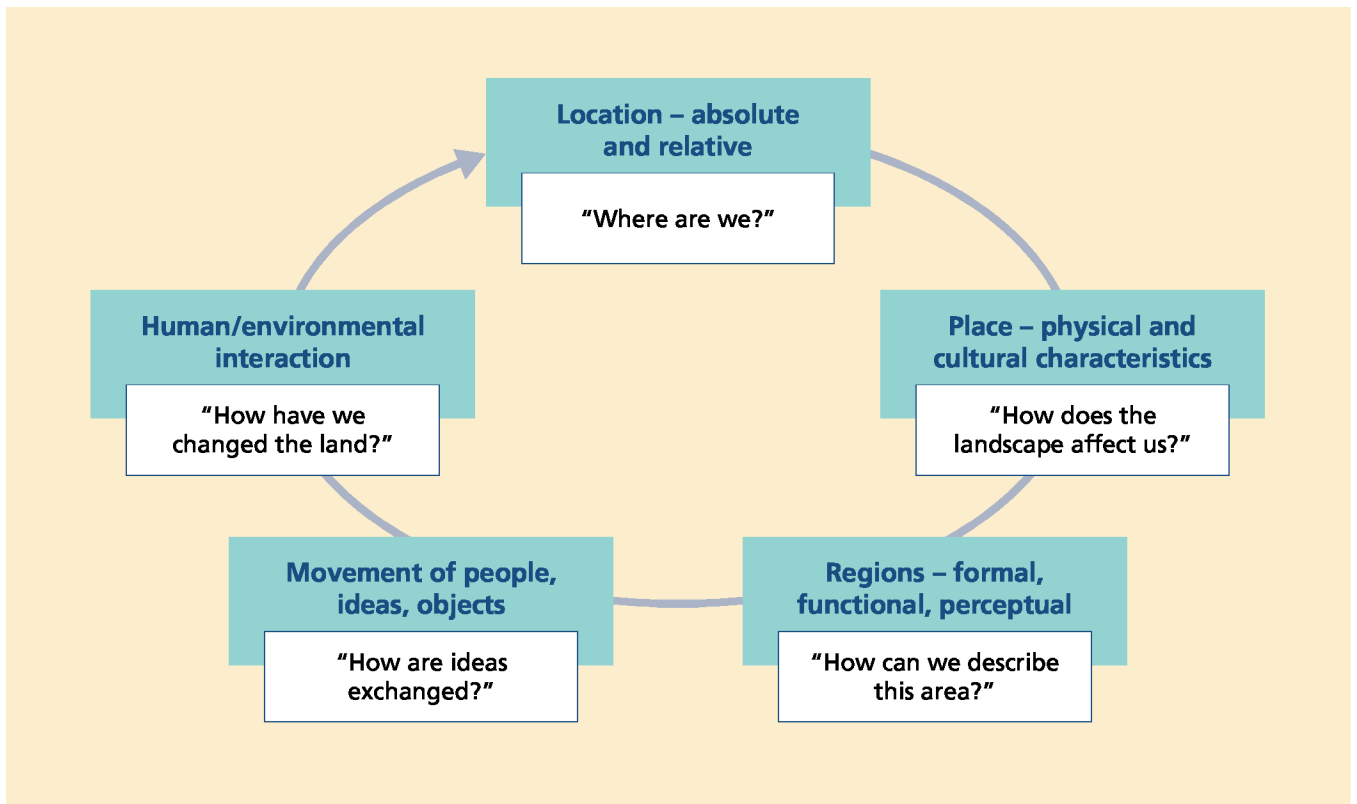 Location – absolute
and relative
“Where are we?”
Place – physical and
cultural characteristics
“How does the
landscape affect us?”
Regions – formal,
functional, perceptual
“How can we describe
this area?”
Movement of people,
ideas, objects
“How are ideas
exchanged?”
Human/environmental
interaction
“How have we
changed the land?”